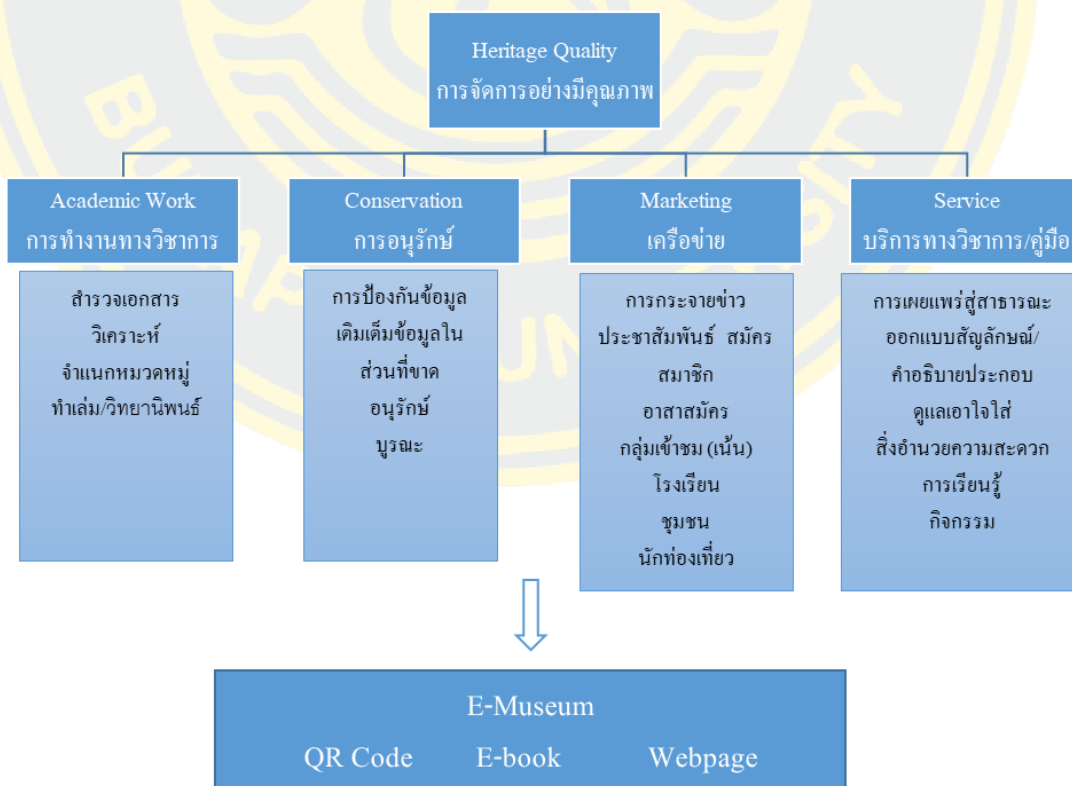 Heritage Quality
การจัดการอย่างมีคุณภาพ
Academic Work
การทำงานทางวิชาการ
สำรวจเอกสาร
วิเคราะห์
จำแนกหมวดหมู่
ทำเล่ม/วิทยานิพนธ์
Conservation
การอนุรักษ์
การป้องกันข้อมูล
เติมเต็มข้อมูลใน
ส่วนที่ขาด
อนุรักษ์
บูรณะ
Marketing
เครือข่าย
การกระจายข่าว
ประชาสัมพันธ์ สมัคร
สมาชิก
อาสาสมัคร
กลุ่มเข้าชม (เน้น)
โรงเรียน
ชุมชน
นักท่องเที่ยว
Service
บริการทางวิชาการ/คู่มือ
การเผยแพร่สู่สาธารณะ
ออกแบบสัญลักษณ์/
คำอธิบายประกอบ
ดูแลเอาใจใส่
สิ่งอำนวยความสะดวก
การเรียนรู้
กิจกรรม
E-Museum
QR Code E-book Webpage